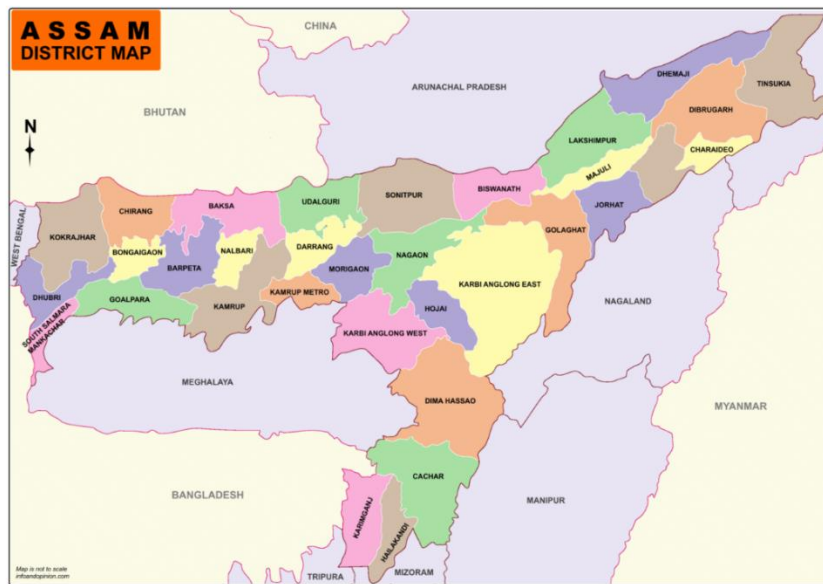 ASSAM
DISTRICT MAP
CHINA
ARUNACHAL PRADESH
BHUTAN
N
DHEMAJI
TINSUKIA
DIBRUGARH
LAKSHIMPUR
CHARAIDEO
MAJULI
SONITPUR
BISWANATH
UDALGURI
BAKSA
CHIRANG
KOKRAJHAR
WEST BENGAL
JORHAT
GOLAGHAT
BONGAIGAON
NALBARI
DARRANG
NAGAON
BARPETA
MORIGAON
KARBI ANGLONG EAST
KAMRUP METRO
DHUBRI
GOALPARA
KAMRUP
HOJAI
NAGALAND
SOUTH SALMARA
MANKACHAR
KARBI ANGLONG WEST
MEGHALAYA
DIMA HASSAO
MYANMAR
CACHAR
BANGLADESH
MANIPUR
KARIMGANJ
HAILAKANDI
TRIPURA
MIZORAM
Map is not to scale
infoandopinion.com